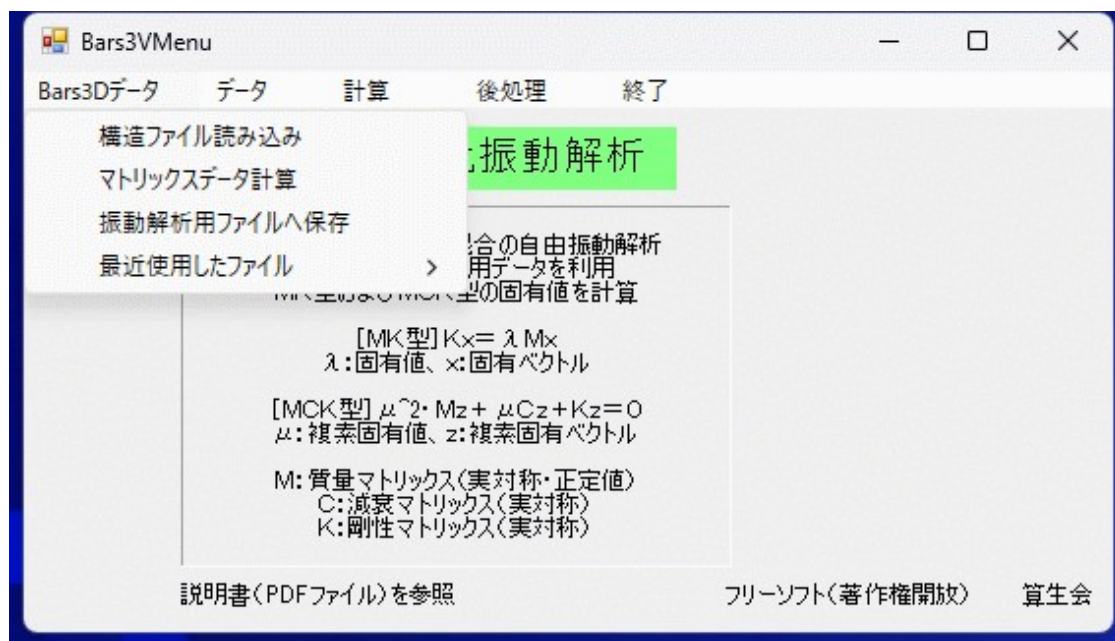 Bars3VMenu
Bars3Dデータ データ 計算 後処理 終了
構造ファイル読み込み
マトリックスデータ計算
振動解析用ファイルへ保存
最近使用したファイル
振動解析
合の自由振動解析
用データを利用
型の固有値を計算
[MK型] Kx= λMx
λ:固有値、x:固有ベクトル
[MCK型] μ^2・Mz+ μCz+Kz=0
μ:複素固有値、z:複素固有ベクトル
M:質量マトリックス(実対称・正定値)
C:減衰マトリックス(実対称)
K:剛性マトリックス(実対称)
説明書(PDFファイル)を参照 フリーソフト(著作権開放) 算生会